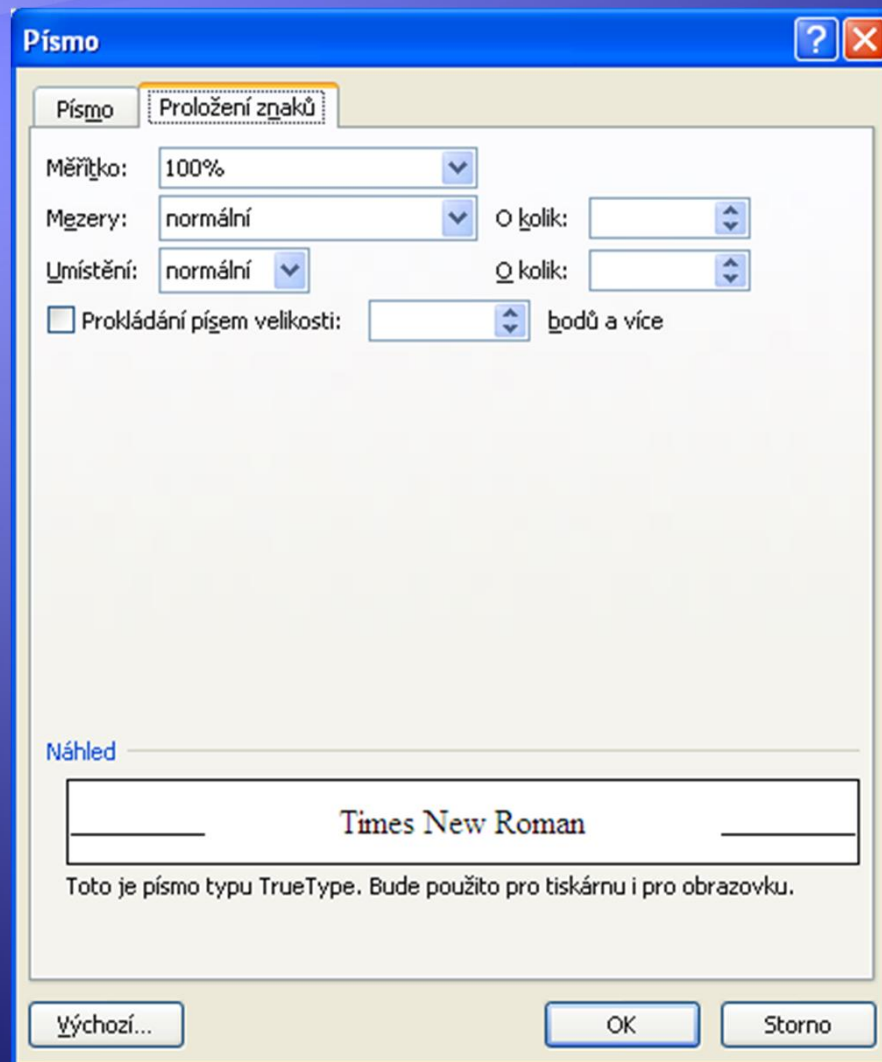 Písmo
Písmo Proložení znaků
Měřítko: 100%
Mezery: normální O kolik:
Umístění: normální O kolik:
Prokládání písem velikosti: bodů a více
Náhled
Times New Roman
Toto je písmo typu TrueType. Bude použito pro tiskárnu i pro obrazovku.
Výchozí... OK Storno